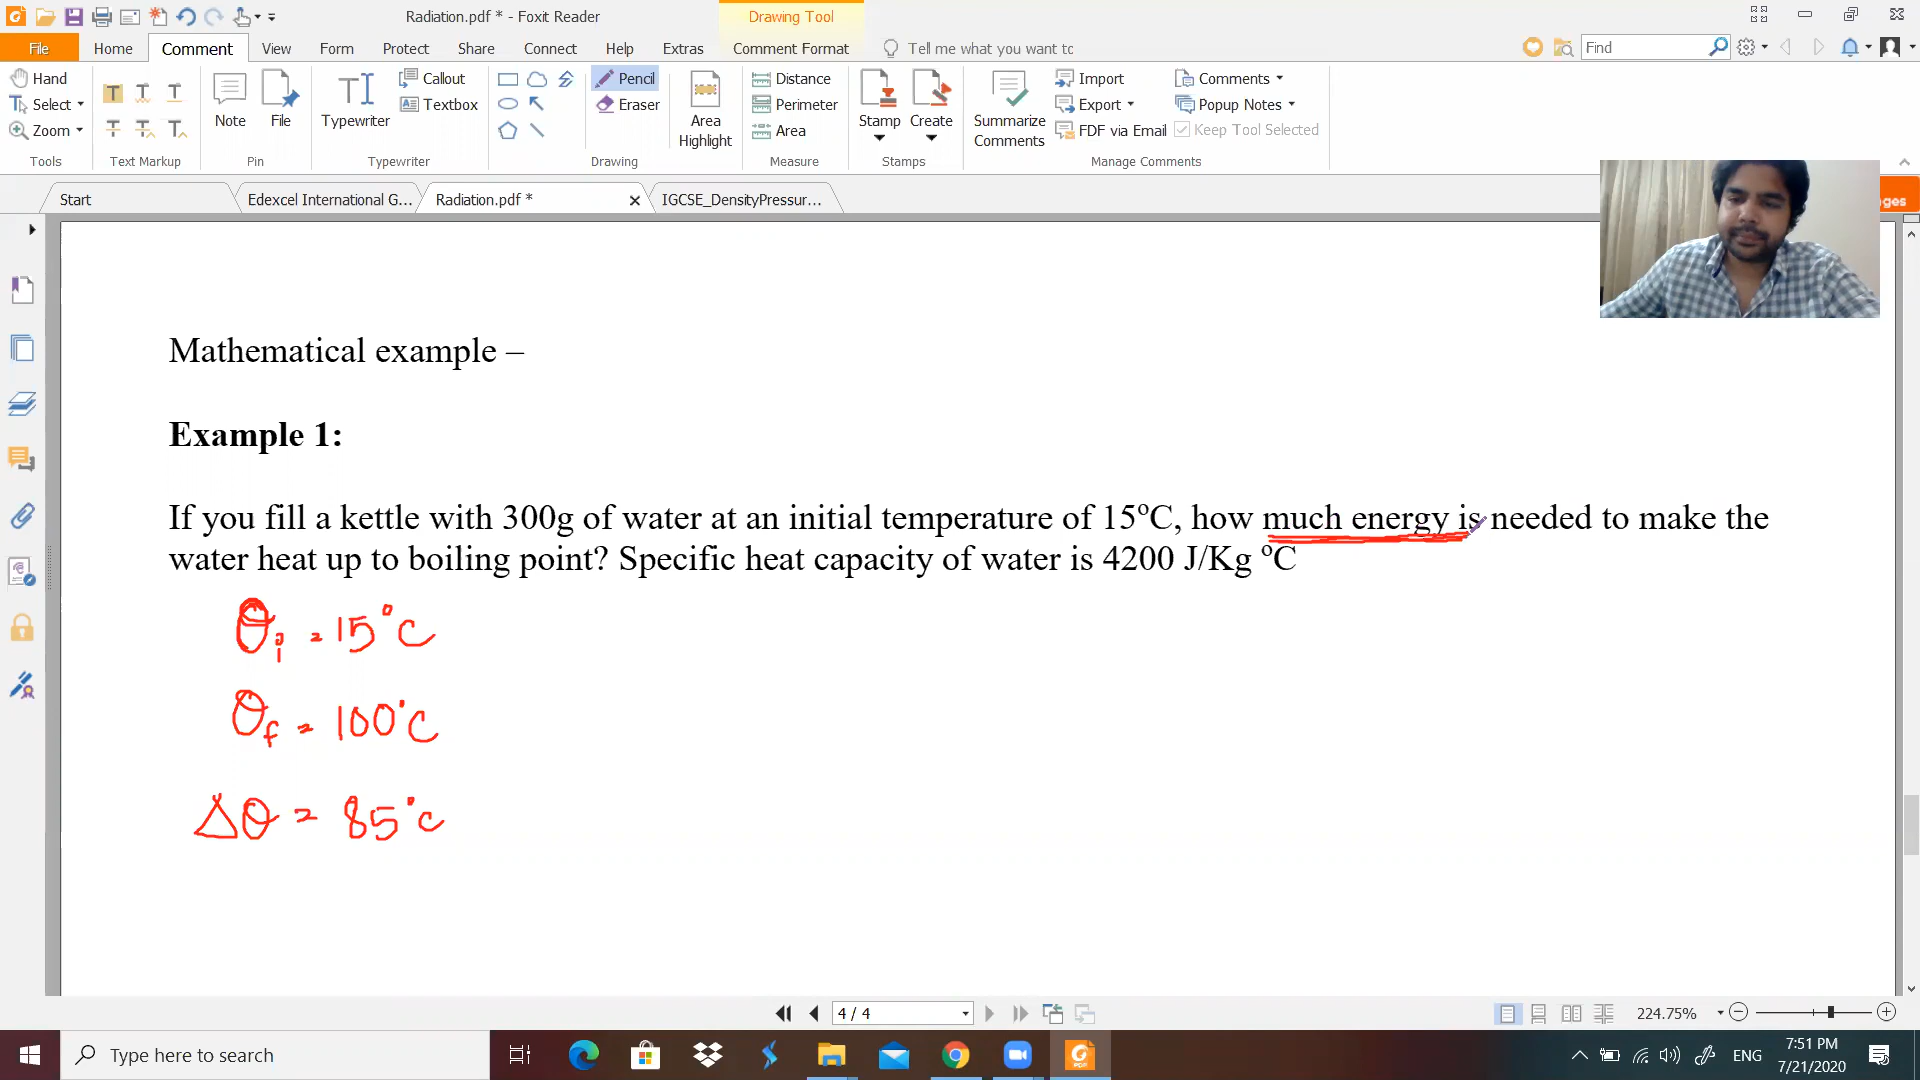 Radiation.pdf * - Foxit Reader
Drawing Tool
File Home Comment View Form Protect Share Connect Help Extras Comment Format Tell me what you want to Find
Hand
Select
Zoom
Tools
Text Markup
Note
File
Pin
Typewriter
Typewriter
Callout
Textbox
Pencil
Eraser
Drawing
Area Highlight
Distance
Perimeter
Area
Measure
Stamp
Create
Stamps
Summarize Comments
Import
Export
FDF via Email
Comments
Popup Notes
Keep Tool Selected
Manage Comments
Start
Edexcel International G...
Radiation.pdf *
IGCSE_DensityPressur...
ges
Mathematical example –
Example 1:
If you fill a kettle with 300g of water at an initial temperature of 15°C, how much energy is needed to make the
water heat up to boiling point? Specific heat capacity of water is 4200 J/Kg °C
θi = 15°C
θf = 100°C
Δθ = 85°C
4 / 4
224.75%
Type here to search
ENG
7:51 PM
7/21/2020